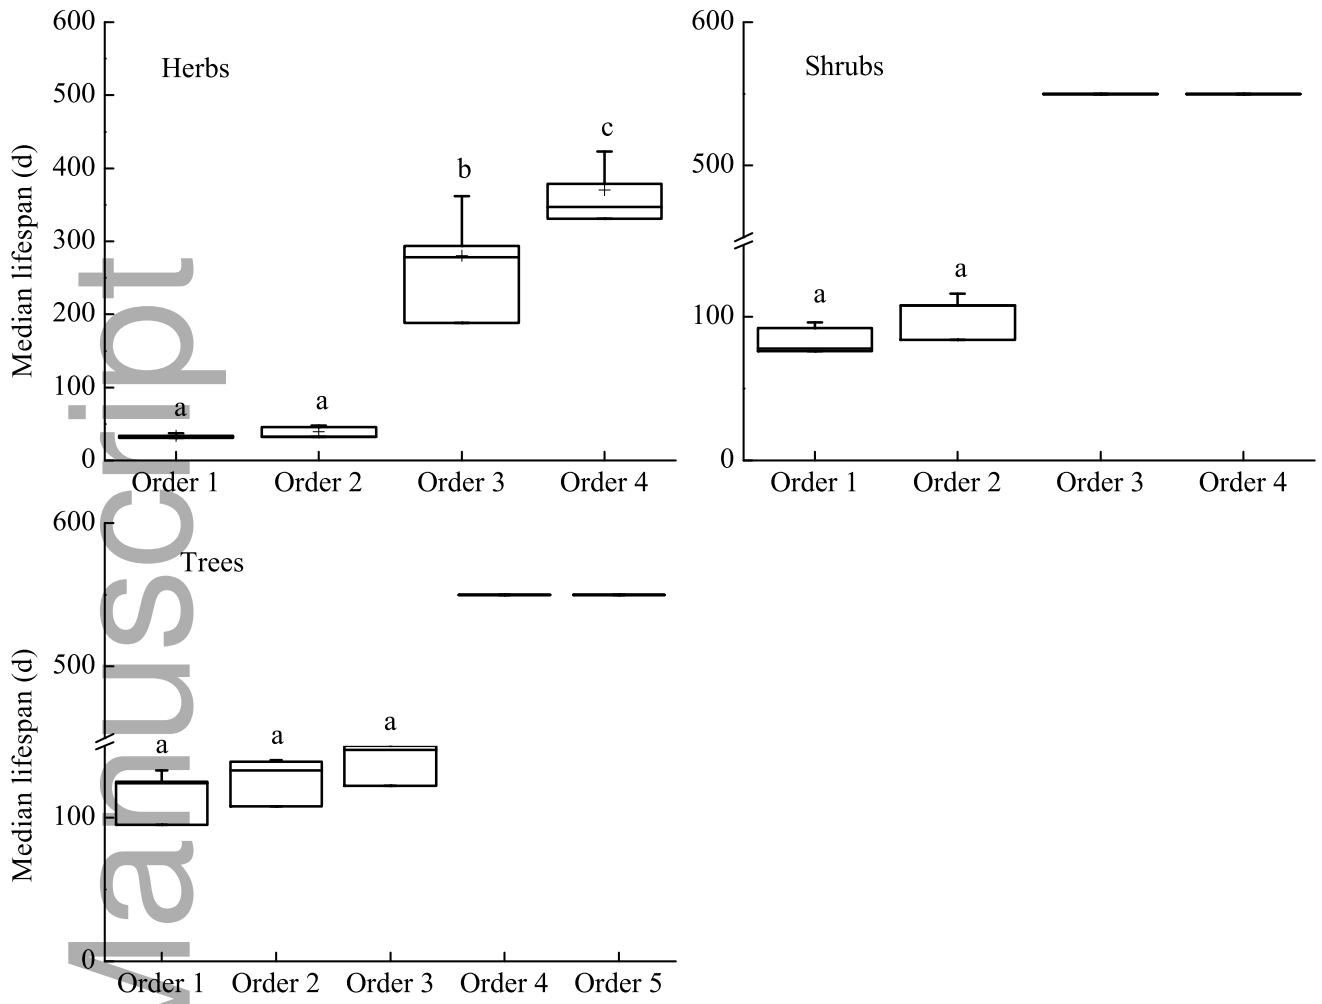 Herbs
Median lifespan (d)
600
500
400
300
200
100
0
a
a
b
c
Order 1
Order 2
Order 3
Order 4
Shrubs
600
500
100
0
a
a
Order 1
Order 2
Order 3
Order 4
Trees
Median lifespan (d)
600
500
100
0
a
a
a
Order 1
Order 2
Order 3
Order 4
Order 5
Manuscript